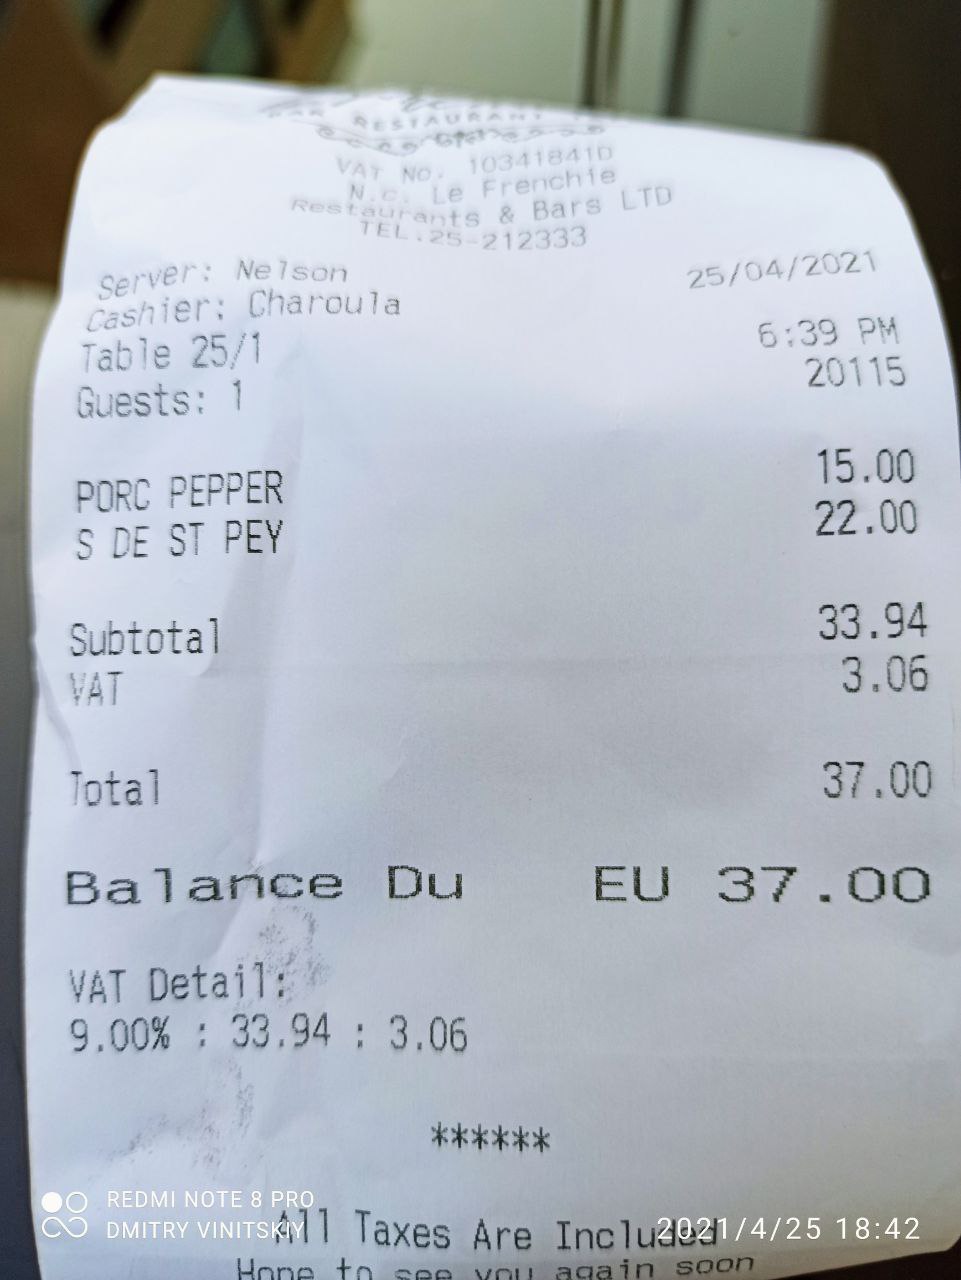 RESTAURANT
VAT No. 10341841D
N.c. Le Frenchie
Restaurants & Bars LTD
TEL.25-212333
Server: Nelson 25/04/2021
Cashier: Charoula
Table 25/1 6:39 PM
Guests: 1 20115
PORC PEPPER 15.00
S DE ST PEY 22.00
Subtotal 33.94
VAT 3.06
Total 37.00
Balance Du EU 37.00
VAT Detail:
9.00% : 33.94 : 3.06
******
All Taxes Are Included
Hope to see you again soon
REDMI NOTE 8 PRO
DMITRY VINITSKIY
2021/4/25 18:42